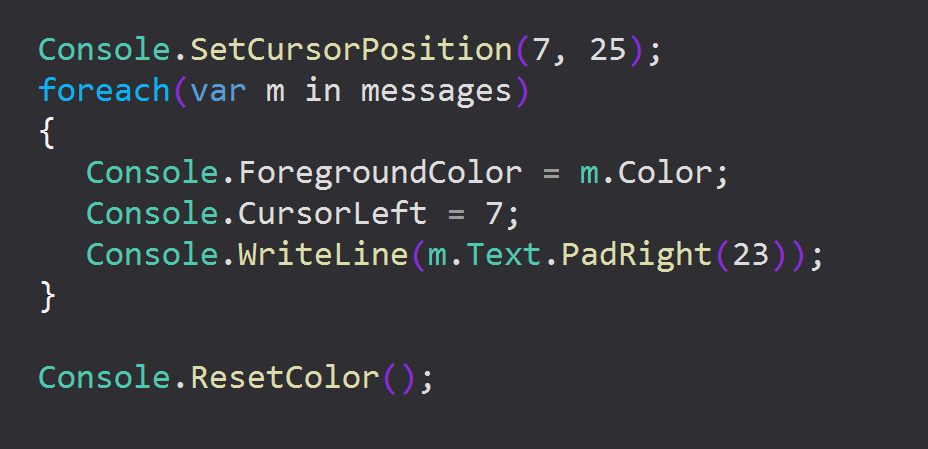 Console.SetCursorPosition(7, 25);
foreach(var m in messages)
{
Console.ForegroundColor = m.Color;
Console.CursorLeft = 7;
Console.WriteLine(m.Text.PadRight(23));
}
Console.ResetColor();